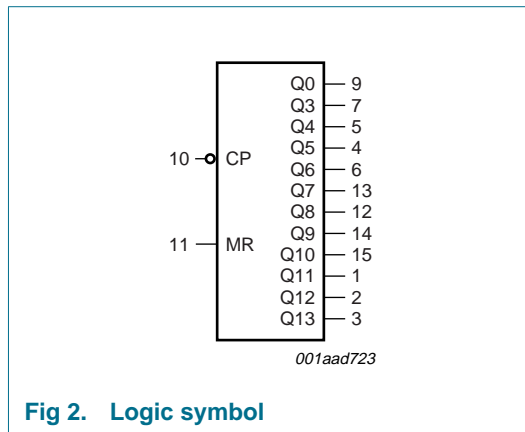 Q0 9
Q3 7
Q4 5
Q5 4
10 CP
Q6 6
Q7 13
Q8 12
Q9 14
11 MR
Q10 15
Q11 1
Q12 2
Q13 3
001aad723
Fig 2. Logic symbol